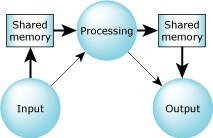 Shared
memory
Processing
Shared
memory
Input
Output